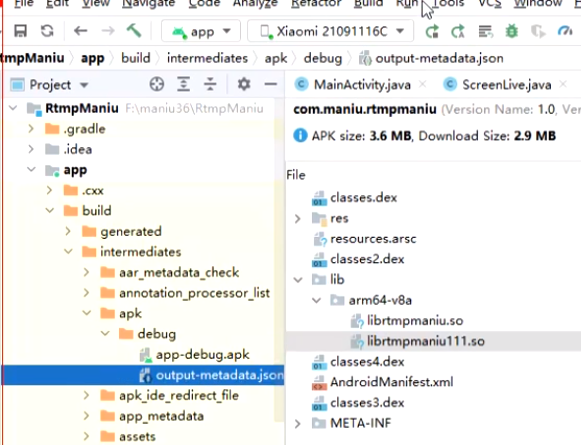 File Edit View Navigate Code Analyze Refactor Build Run Tools VCS Window
app Xiaomi 21091116C
tmpManiu app build intermediates apk debug output-metadata.json
Project
MainActivity.java ScreenLive.java
RtmpManiu F:\maniu36\RtmpManiu
.gradle
.idea
app
.cxx
build
generated
intermediates
aar_metadata_check
annotation_processor_list
apk
debug
app-debug.apk
output-metadata.json
apk_ide_redirect_file
app_metadata
assets
com.maniu.rtmpmaniu (Version Name: 1.0, Ver
APK size: 3.6 MB, Download Size: 2.9 MB
File
classes.dex
res
resources.arsc
classes2.dex
lib
arm64-v8a
librtmpmaniu.so
librtmpmaniu111.so
classes4.dex
AndroidManifest.xml
classes3.dex
META-INF